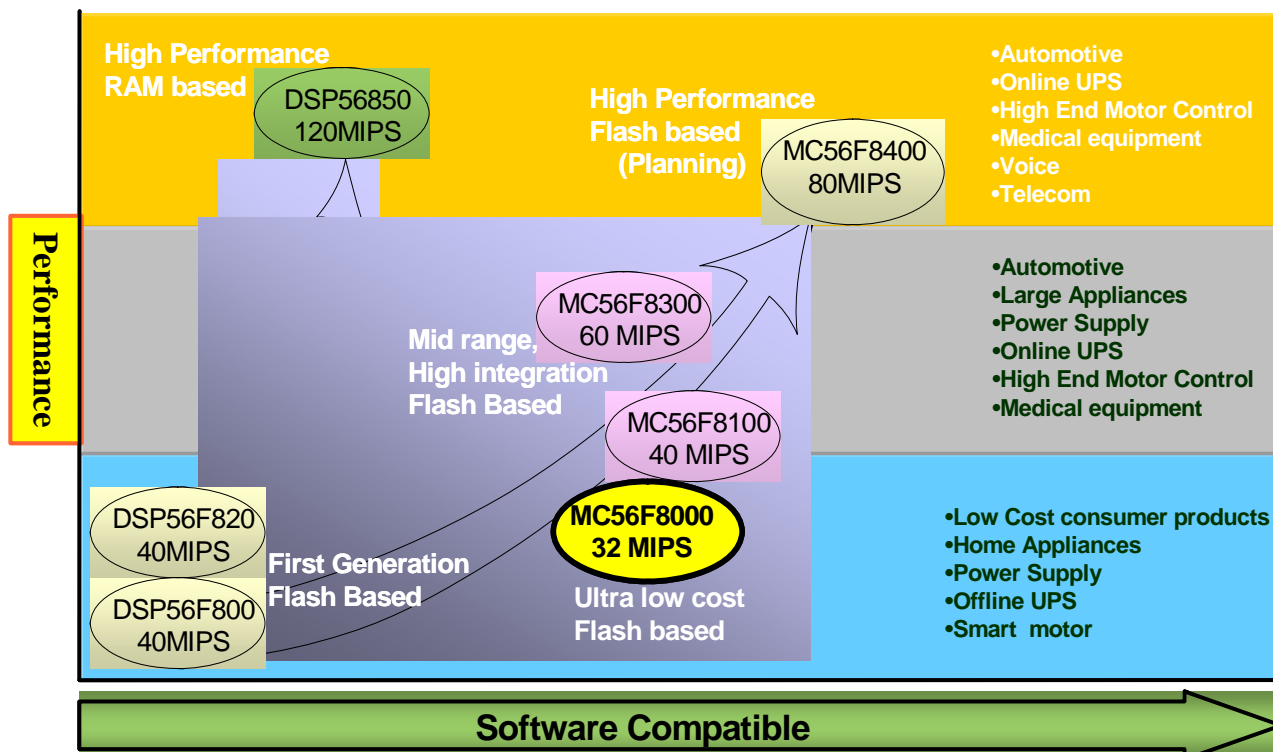 High Performance
RAM based
DSP56850
120MIPS
High Performance
Flash based
(Planning)
MC56F8400
80MIPS
•Automotive
•Online UPS
•High End Motor Control
•Medical equipment
•Voice
•Telecom
Performance
MC56F8300
60 MIPS
Mid range,
High integration
Flash Based
MC56F8100
40 MIPS
•Automotive
•Large Appliances
•Power Supply
•Online UPS
•High End Motor Control
•Medical equipment
DSP56F820
40MIPS
DSP56F800
40MIPS
First Generation
Flash Based
MC56F8000
32 MIPS
Ultra low cost
Flash based
•Low Cost consumer products
•Home Appliances
•Power Supply
•Offline UPS
•Smart motor
Software Compatible